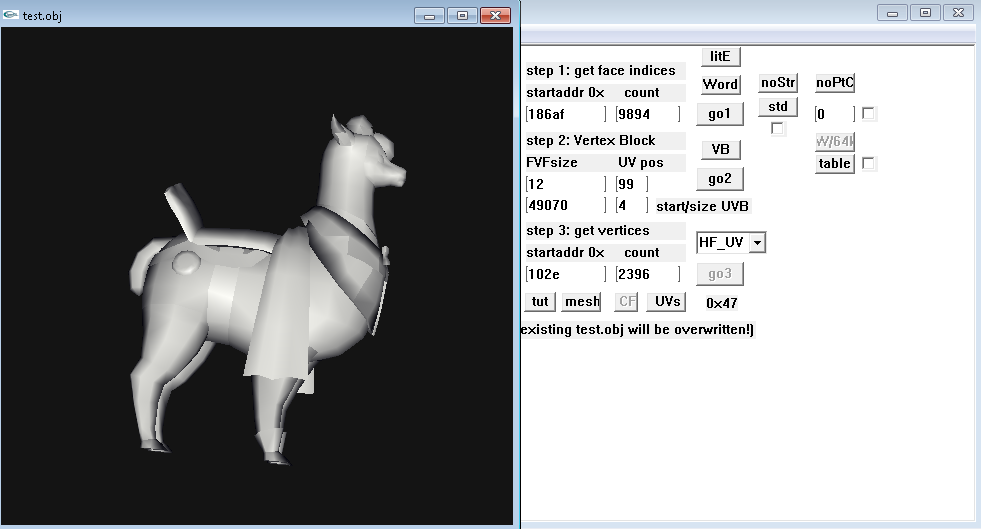 test.obj
litE
step 1: get face indices
Word
noStr
noPtC
startaddr 0x
count
std
186af
9894
go1
0
step 2: Vertex Block
VB
FVFsize
UV pos
table
12
99
go2
49070
4
start/size UVB
step 3: get vertices
HF_UV
startaddr 0x
count
102e
2396
go3
tut
mesh
CF
UVs
0x47
existing test.obj will be overwritten!)